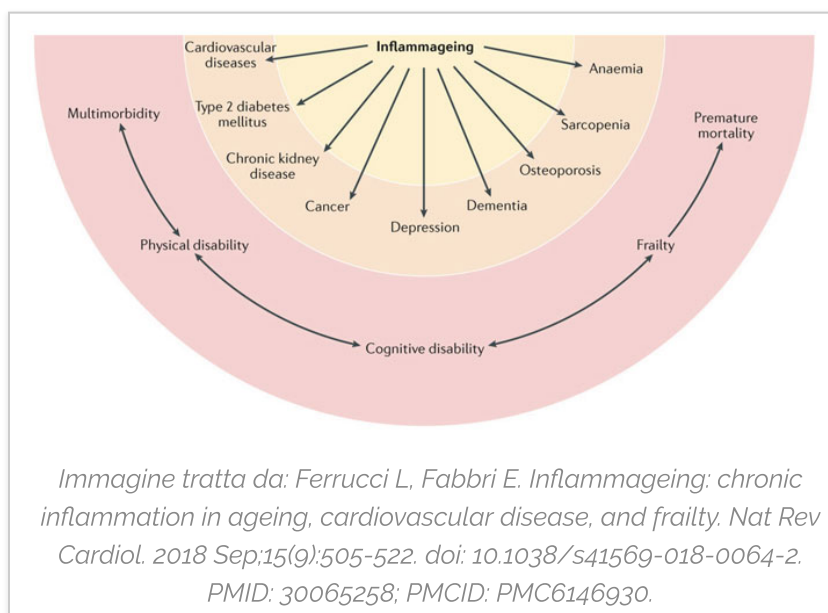 Inflammageing
Cardiovascular
diseases
Anaemia
Type 2 diabetes
mellitus
Sarcopenia
Multimorbidity
Premature
mortality
Chronic kidney
disease
Osteoporosis
Cancer
Dementia
Depression
Physical disability
Frailty
Cognitive disability
Immagine tratta da: Ferrucci L, Fabbri E. Inflammageing: chronic
inflammation in ageing, cardiovascular disease, and frailty. Nat Rev
Cardiol. 2018 Sep;15(9):505-522. doi: 10.1038/s41569-018-0064-2.
PMID: 30065258; PMCID: PMC6146930.